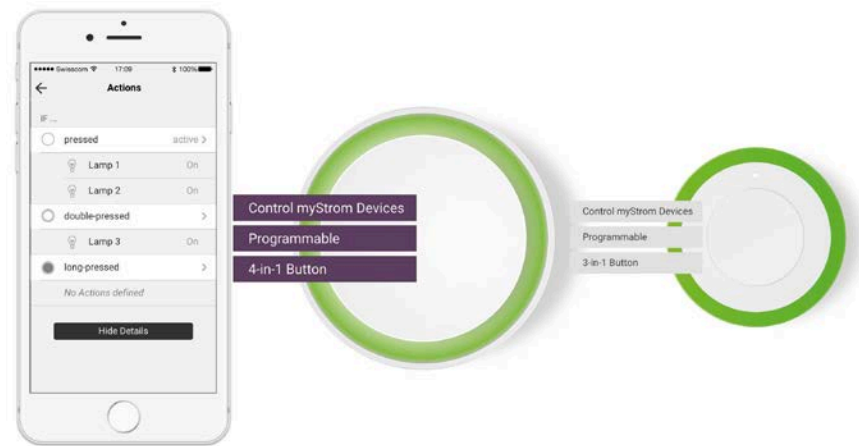 Swisscom 17:09 100%
Actions
IF ...
pressed active >
Lamp 1 On
Lamp 2 On
double-pressed >
Lamp 3 On
long-pressed >
No Actions defined
Hide Details
Control myStrom Devices
Programmable
4-in-1 Button
Control myStrom Devices
Programmable
3-in-1 Button